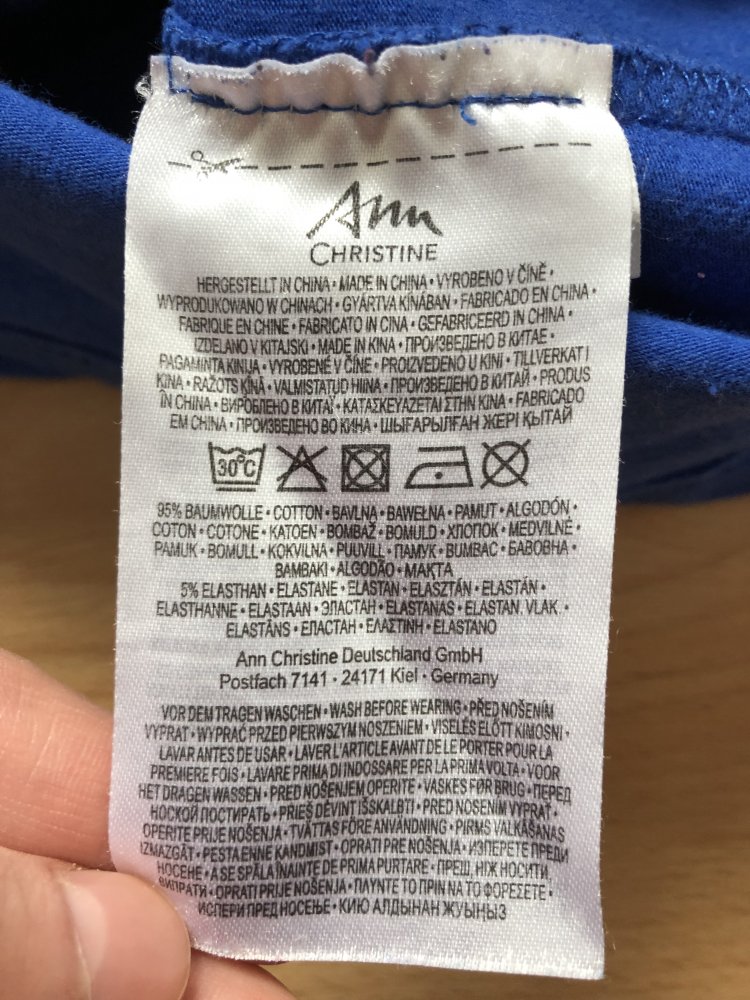 Ann
CHRISTINE
HERGESTELLT IN CHINA • MADE IN CHINA • VYROBENO V ČÍNĚ •
WYPRODUKOWANO W CHINACH • GYÁRTVA KÍNÁBAN • FABRICADO EN CHINA •
FABRIQUE EN CHINE • FABRICATO IN CINA • GEFABRICEERD IN CHINA •
IZDELANO V KITAJSKI • MADE IN KINA • ПРОИЗВЕДЕНО В КИТАЕ •
PAGAMINTA KINIJA • VYROBENÉ V ČÍNE • PROIZVEDENO U KINI • TILLVERKAT I
KINA • RAŽOTS ĶĪNĀ • VALMISTATUD HIINA • ПРОИЗВЕДЕНО В КИТАЙ • PRODUS
ÎN CHINA • ВИРОБЛЕНО В КИТАЇ • ΚΑΤΑΣΚΕΥΑΖΕΤΑΙ ΣΤΗΝ ΚΙΝΑ • FABRICADO
EM CHINA • ПРОИЗВЕДЕНО ВО КИНА • ШЫҒАРЫЛҒАН ЖЕРІ ҚЫТАЙ
30°C
95% BAUMWOLLE • COTTON • BAVLNA • BAWEŁNA • PAMUT • ALGODÓN •
COTON • COTONE • KATOEN • BOMBAŽ • BOMULD • ХЛОПОК • MEDVILNĖ •
PAMUK • BOMULL • KOKVILNA • PUUVILL • ПАМУК • BUMBAC • БАВОВНА •
ΒΑΜΒΑΚΙ • ALGODÃO • МАҚТА
5% ELASTHAN • ELASTANE • ELASTAN • ELASZTÁN • ELASTÁN •
ELASTHANNE • ELASTAAN • ЭЛАСТАН • ELASTANAS • ELASTAN. VLAK. •
ELASTĀNS • ЕЛАСТАН • ΕΛΑΣΤΙΝΗ • ELASTANO
Ann Christine Deutschland GmbH
Postfach 7141 • 24171 Kiel • Germany
VOR DEM TRAGEN WASCHEN • WASH BEFORE WEARING • PŘED NOŠENÍM
VYPRAT • WYPRAĆ PRZED PIERWSZYM NOSZENIEM • VISELÉS ELŐTT KIMOSNI •
LAVAR ANTES DE USAR • LAVER L'ARTICLE AVANT DE LE PORTER POUR LA
PREMIERE FOIS • LAVARE PRIMA DI INDOSSARE PER LA PRIMA VOLTA • VOOR
HET DRAGEN WASSEN • PRED NOŠENJEM OPERITE • VASKES FØR BRUG • ПЕРЕД
НОСКОЙ ПОСТИРАТЬ • PRIEŠ DĖVINT IŠSKALBTI • PRED NOSENÍM VYPRAŤ •
OPERITE PRIJE NOŠENJA • TVÄTTAS FÖRE ANVÄNDNING • PIRMS VALKĀŠANAS
IZMAZGĀT • PESTA ENNE KANDMIST • OPRATI PRE NOŠENJA • ИЗПЕРЕТЕ ПРЕДИ
НОСЕНЕ • A SE SPĂLA ÎNAINTE DE PRIMA PURTARE • ПРЕШ, НІЖ НОСИТИ,
ВИПРАТИ • OPRATI PRIJE NOŠENJA • ΠΛΥΝΤΕ ΤΟ ΠΡΙΝ ΝΑ ΤΟ ΦΟΡΕΣΕΤΕ •
ИСПЕРИ ПРЕД НОСЕЊЕ • КИЮ АЛДЫНАН ЖУЫҢЫЗ